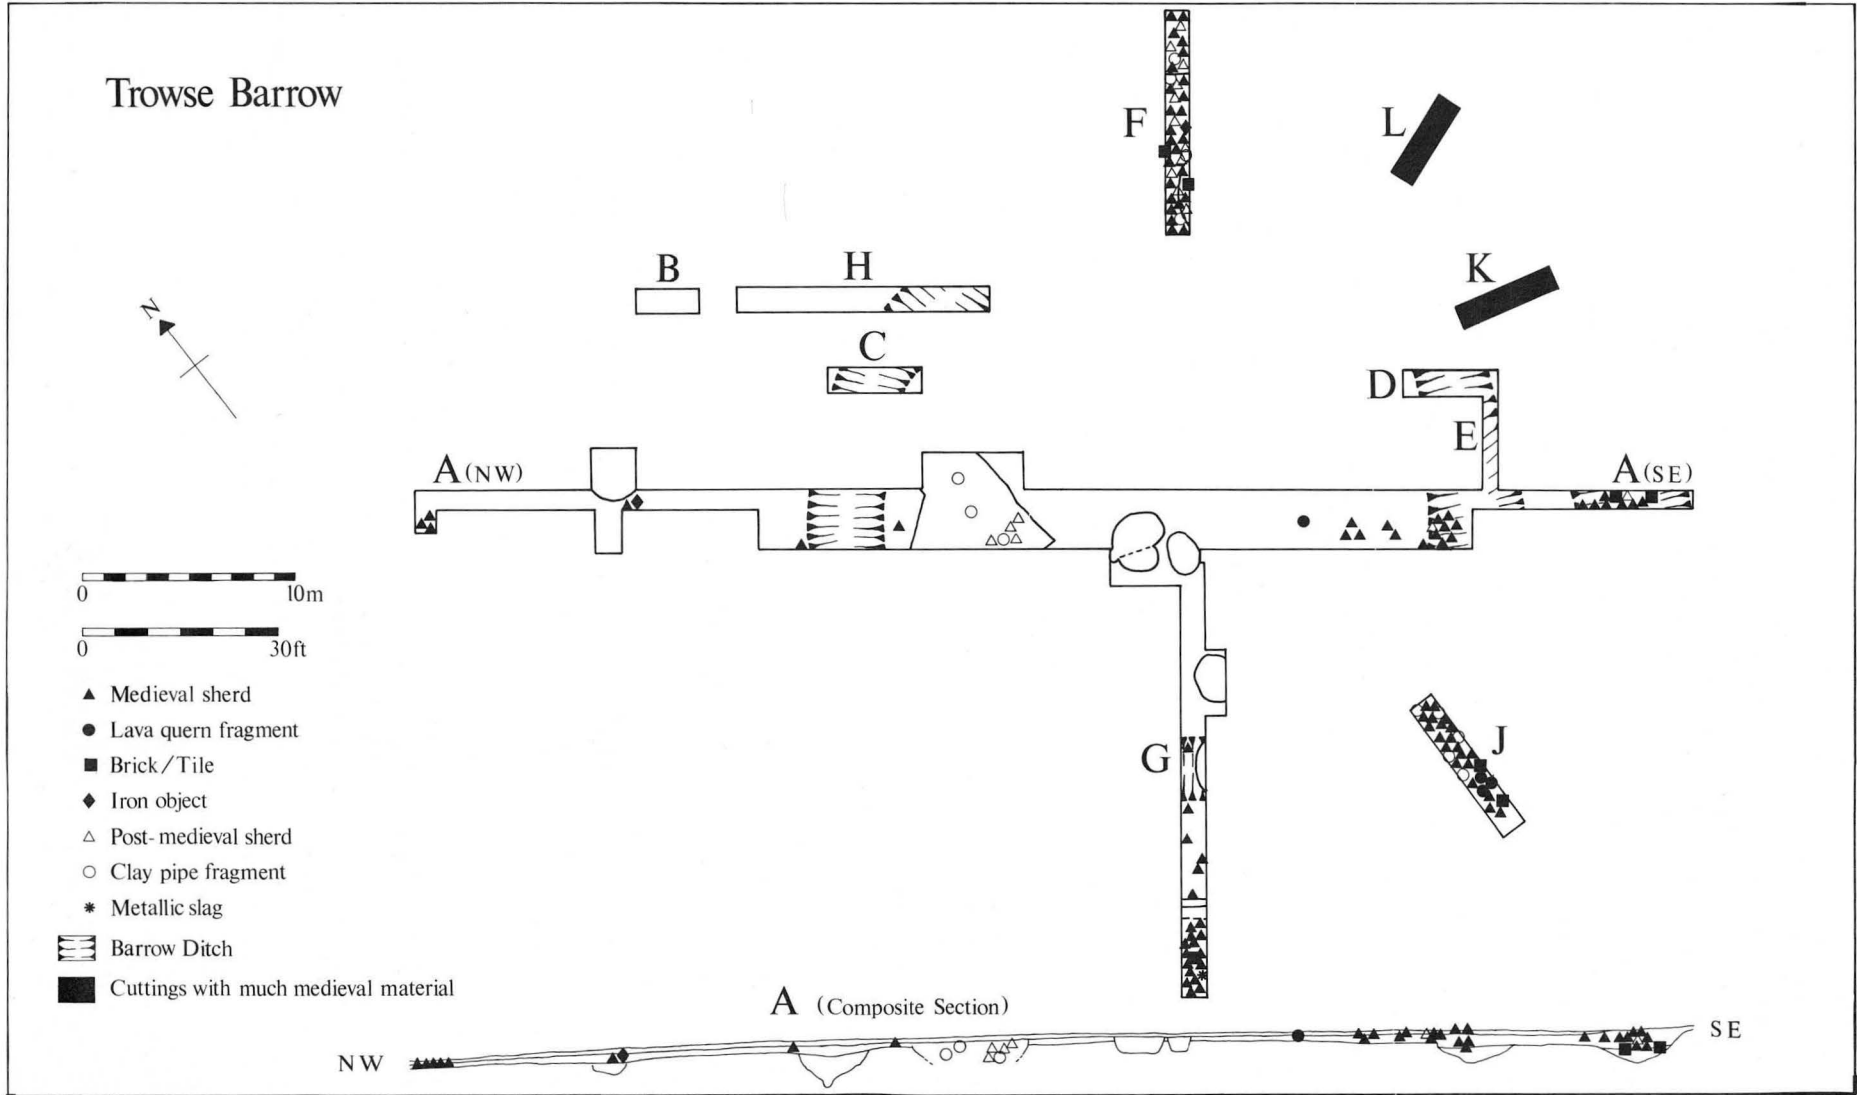 Trowse Barrow
F
L
B
H
K
N
C
D
E
A (NW)
A (SE)
0 10m
0 30ft
Medieval sherd
Lava quern fragment
Brick/Tile
Iron object
Post-medieval sherd
Clay pipe fragment
Metallic slag
Barrow Ditch
Cuttings with much medieval material
J
G
A (Composite Section)
NW
SE